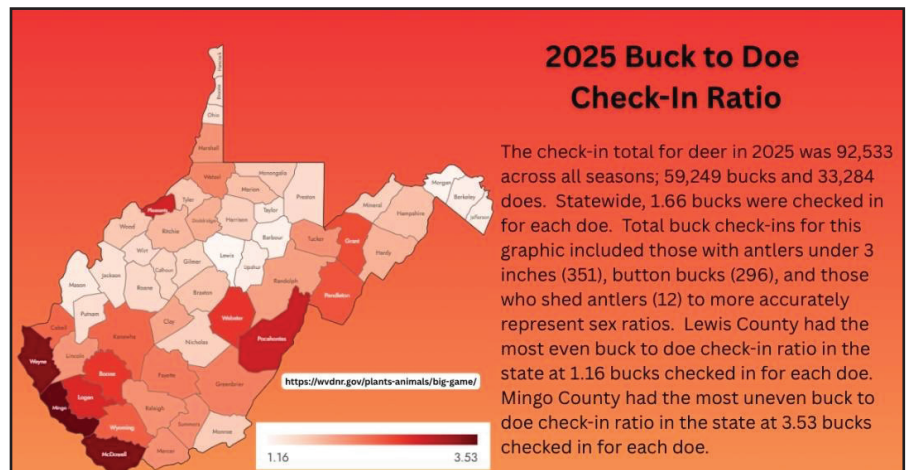 2025 Buck to Doe
Check-In Ratio
The check-in total for deer in 2025 was 92,533
across all seasons; 59,249 bucks and 33,284
does. Statewide, 1.66 bucks were checked in
for each doe. Total buck check-ins for this
graphic included those with antlers under 3
inches (351), button bucks (296), and those
who shed antlers (12) to more accurately
represent sex ratios. Lewis County had the
most even buck to doe check-in ratio in the
state at 1.16 bucks checked in for each doe.
Mingo County had the most uneven buck to
doe check-in ratio in the state at 3.53 bucks
checked in for each doe.
Hancock
Brooke
Ohio
Marshall
Wetzel
Monongalia
Marion
Preston
Morgan
Berkeley
Jefferson
Pleasants
Tyler
Doddridge
Harrison
Taylor
Mineral
Hampshire
Wood
Ritchie
Barbour
Tucker
Grant
Hardy
Wirt
Gilmer
Lewis
Upshur
Randolph
Pendleton
Mason
Jackson
Calhoun
Roane
Braxton
Webster
Putnam
Clay
Nicholas
Pocahontas
Cabell
Kanawha
Wayne
Lincoln
Boone
Fayette
Greenbrier
Mingo
Logan
Raleigh
Wyoming
Summers
Monroe
McDowell
Mercer
https://wvdnr.gov/plants-animals/big-game/
1.16
3.53